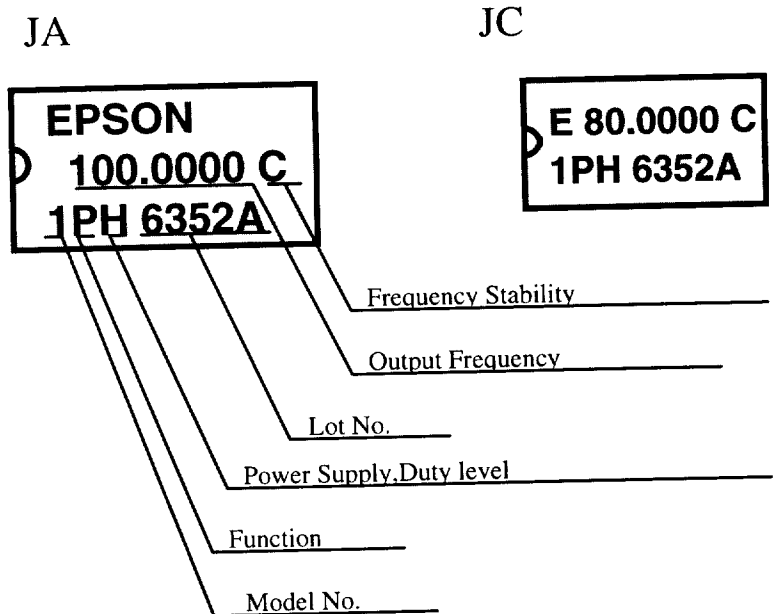 JA
JC
EPSON
100.0000 C
1PH 6352A
E 80.0000 C
1PH 6352A
Frequency Stability
Output Frequency
Lot No.
Power Supply,Duty level
Function
Model No.